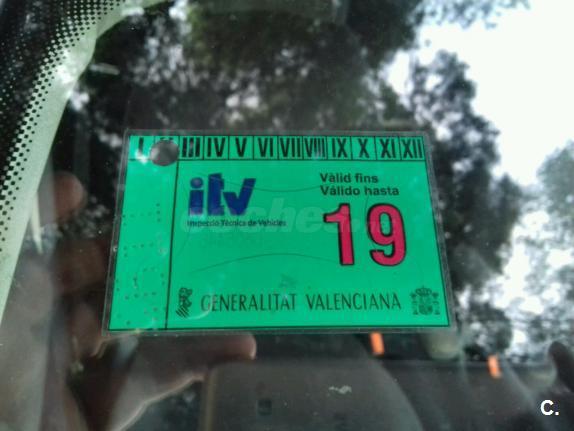 I III IV V VI VII VIII IX X XI XII
itv
Inspecció Tècnica de Vehicles
Vàlid fins
Válido hasta
19
GENERALITAT VALENCIANA
C.